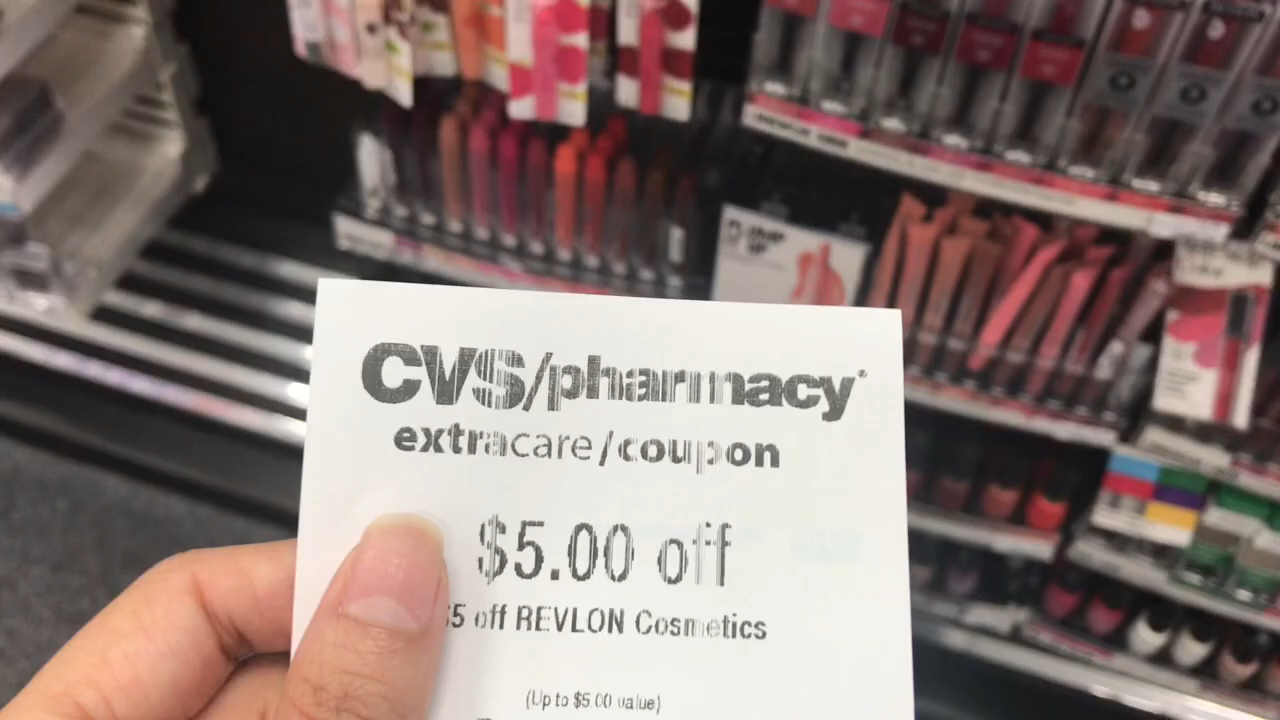 CVS/pharmacy
extracare/coupon
$5.00 off
$5 off REVLON Cosmetics
(Up to $5.00 value)